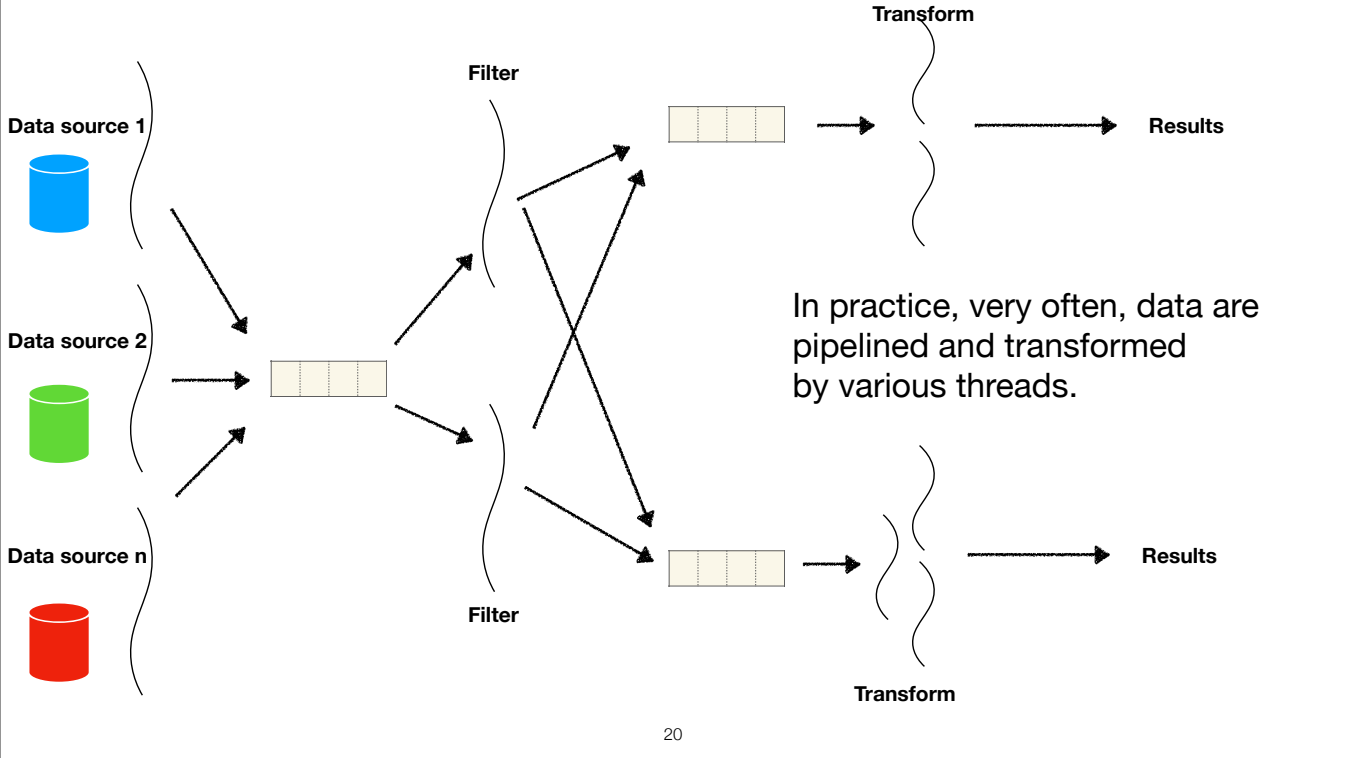 Transform
Filter
Data source 1
Results
In practice, very often, data are
pipelined and transformed
by various threads.
Data source 2
Data source n
Results
Filter
Transform
20